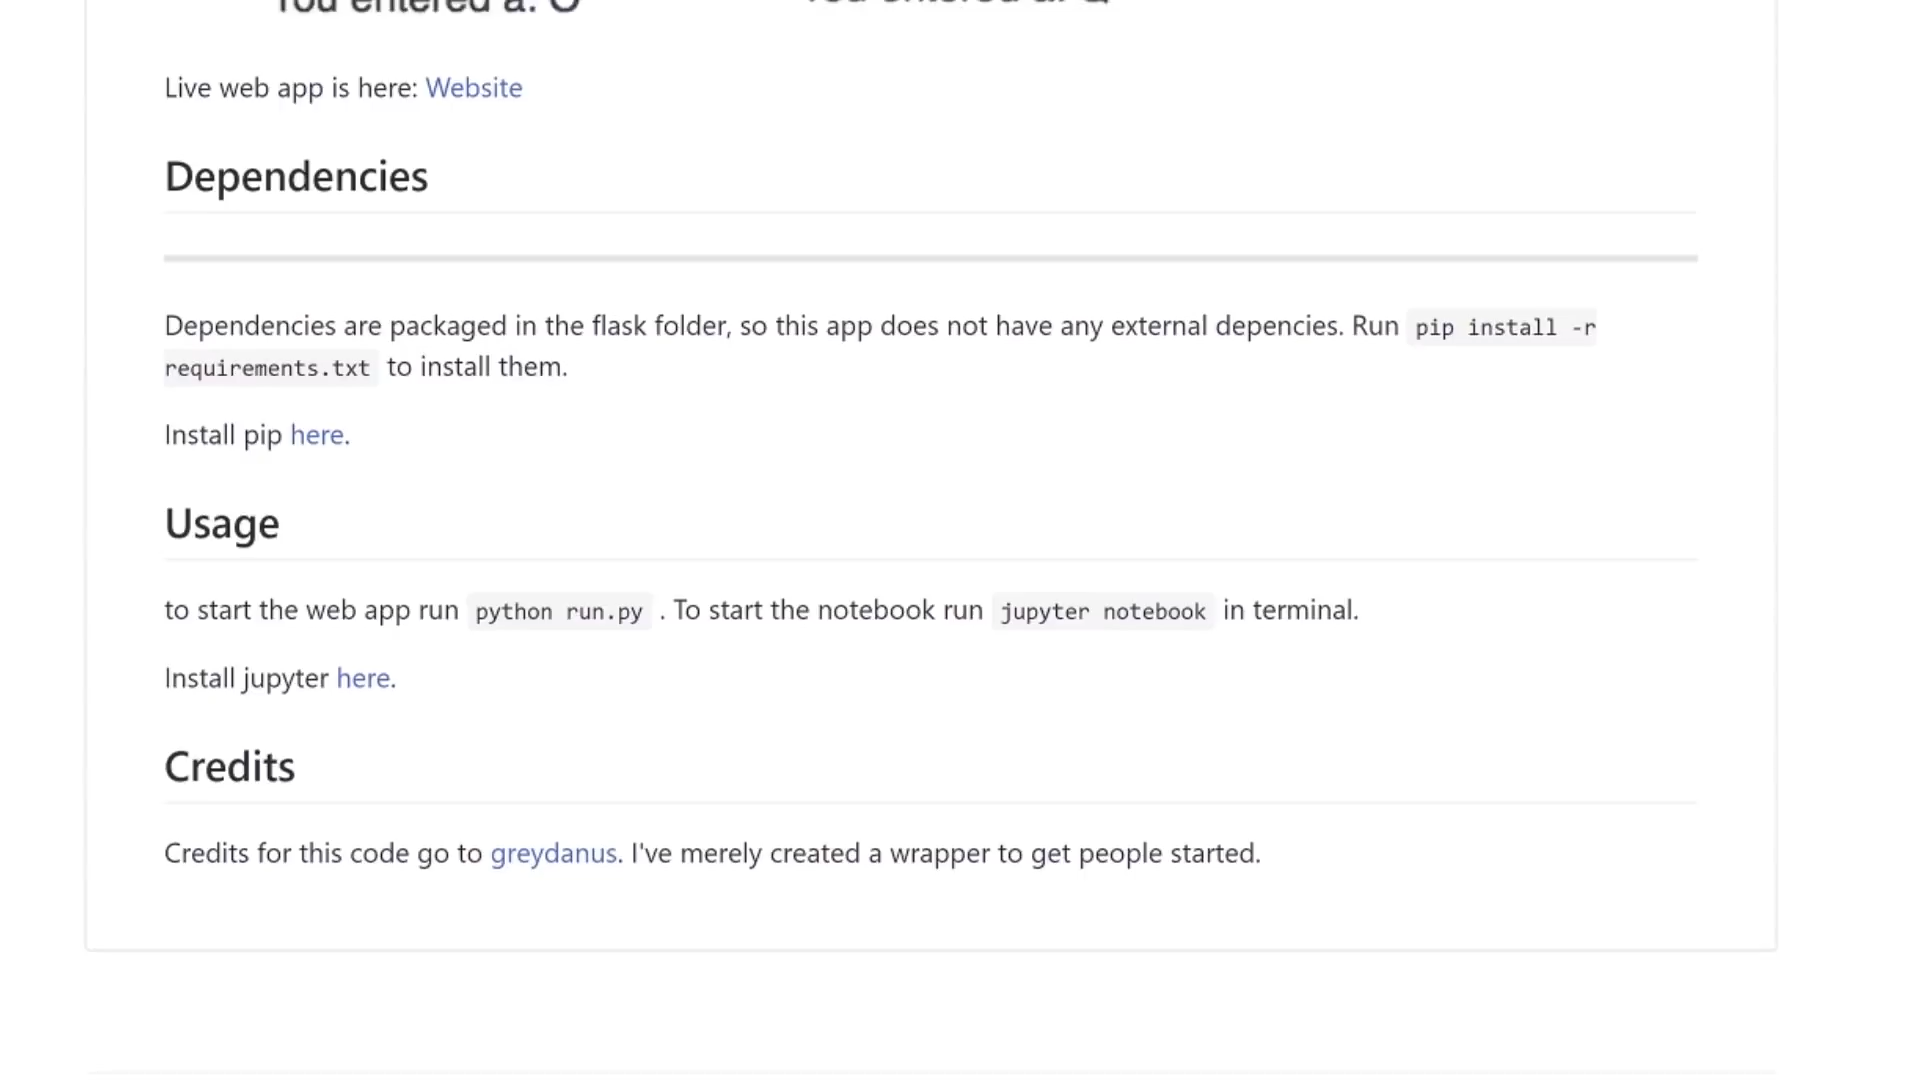 You entered a: O
Live web app is here: Website
Dependencies
Dependencies are packaged in the flask folder, so this app does not have any external depencies. Run pip install -r
requirements.txt to install them.
Install pip here.
Usage
to start the web app run python run.py . To start the notebook run jupyter notebook in terminal.
Install jupyter here.
Credits
Credits for this code go to greydanus. I've merely created a wrapper to get people started.